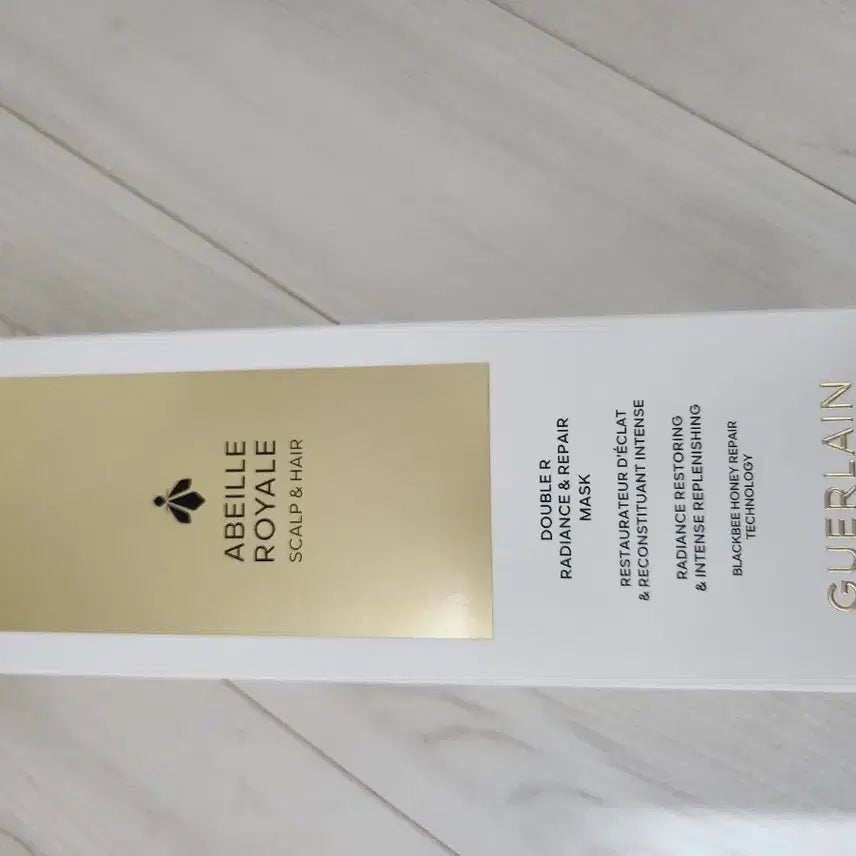 ABEILLE
ROYALE
SCALP & HAIR
DOUBLE R
RADIANCE & REPAIR
MASK
RESTAURATEUR D'ÉCLAT
& RECONSTITUANT INTENSE
RADIANCE RESTORING
& INTENSE REPLENISHING
BLACKBEE HONEY REPAIR
TECHNOLOGY
GUERLAIN